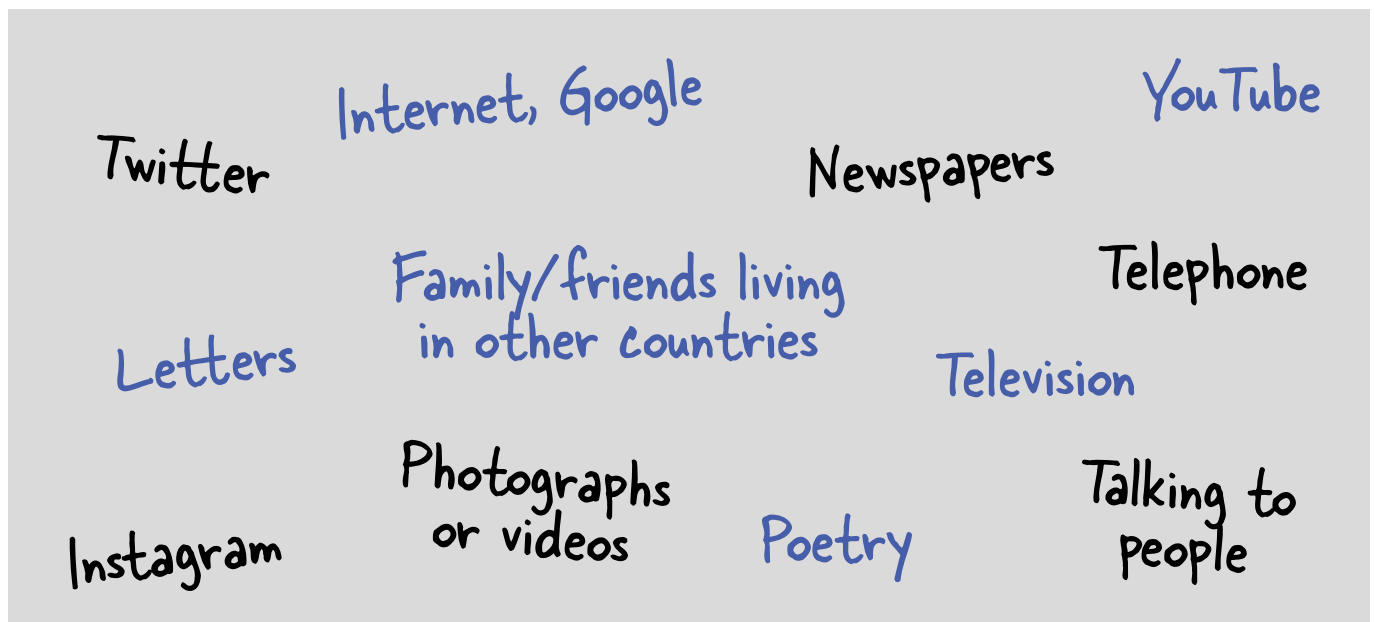 Internet, Google
YouTube
Twitter
Newspapers
Family/friends living
in other countries
Telephone
Letters
Television
Photographs
or videos
Talking to
people
Instagram
Poetry